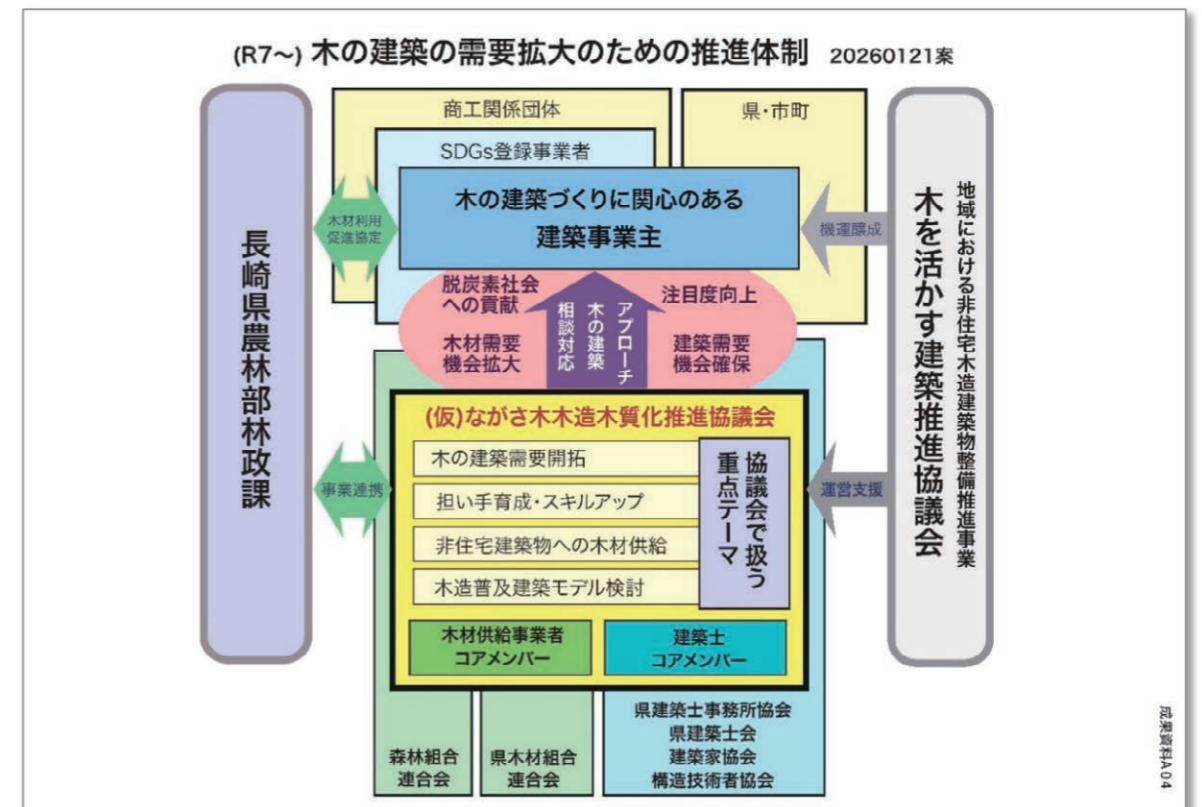 (R7～) 木の建築の需要拡大のための推進体制 20260121案
商工関係団体
県・市町
SDGs登録事業者
木の建築づくりに関心のある
建築事業主
長崎県農林部林政課
木材利用
促進協定
機運醸成
地域における非住宅木造建築物整備推進事業
木を活かす建築推進協議会
脱炭素社会
への貢献
注目度向上
木材需要
機会拡大
建築需要
機会確保
アプローチ
木の建築
相談対応
(仮)ながさ木木造木質化推進協議会
木の建築需要開拓
担い手育成・スキルアップ
非住宅建築物への木材供給
木造普及建築モデル検討
協議会で扱う
重点テーマ
事業連携
運営支援
木材供給事業者
コアメンバー
建築士
コアメンバー
森林組合
連合会
県木材組合
連合会
県建築士事務所協会
県建築士会
建築家協会
構造技術者協会
成果資料A04